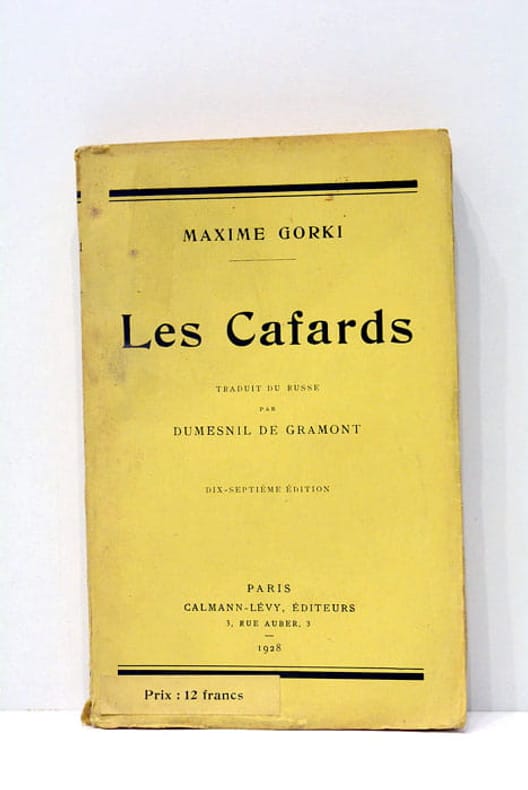 MAXIME GORKI
Les Cafards
TRADUIT DU RUSSE
PAR
DUMESNIL DE GRAMONT
DIX-SEPTIÈME ÉDITION
PARIS
CALMANN-LÉVY, ÉDITEURS
3, RUE AUBER, 3
1928
Prix : 12 francs